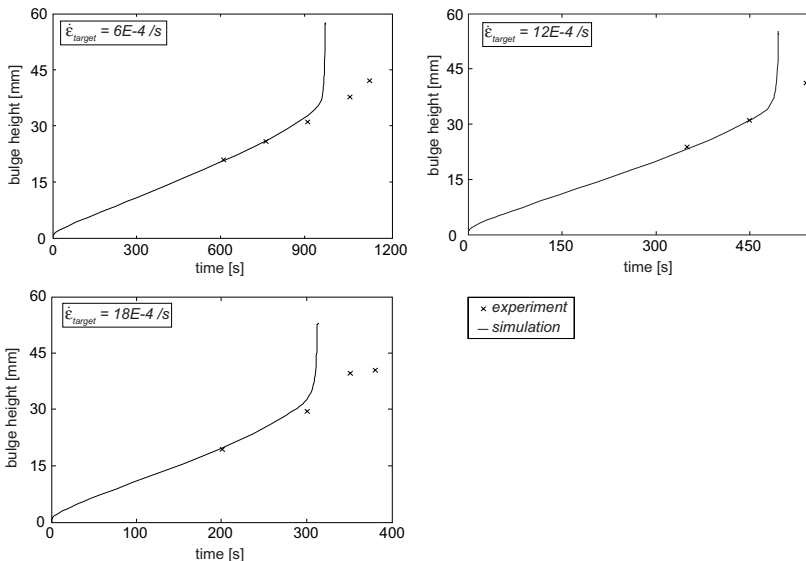 ε̇target = 6E-4 /s
60
45
30
15
0
bulge height [mm]
0 300 600 900 1200
time [s]
ε̇target = 12E-4 /s
60
45
30
15
0
bulge height [mm]
0 150 300 450
time [s]
ε̇target = 18E-4 /s
60
45
30
15
0
bulge height [mm]
0 100 200 300 400
time [s]
× experiment
— simulation